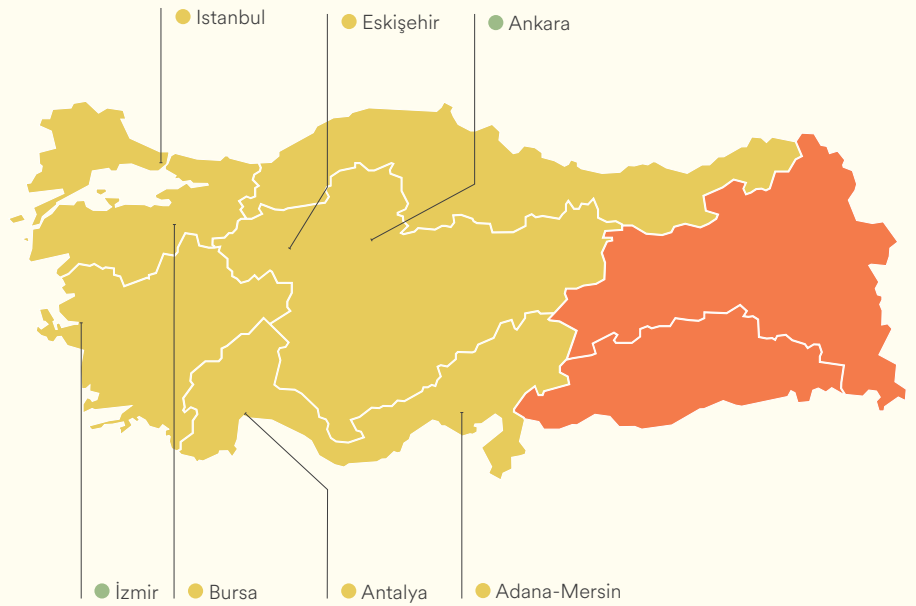 Istanbul
Eskişehir
Ankara
İzmir
Bursa
Antalya
Adana-Mersin